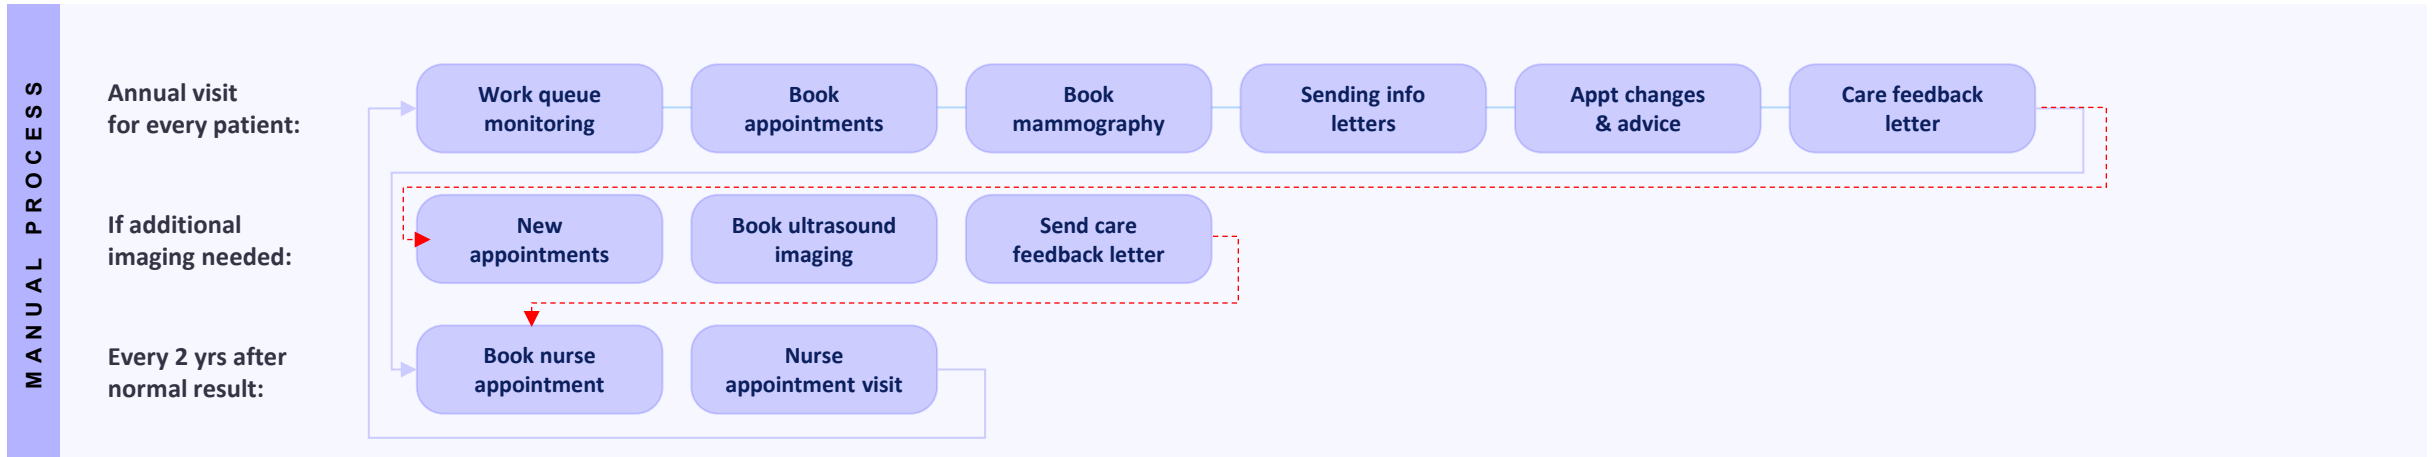 MANUAL PROCESS
Annual visit
for every patient:
Work queue
monitoring
Book
appointments
Book
mammography
Sending info
letters
Appt changes
& advice
Care feedback
letter
If additional
imaging needed:
New
appointments
Book ultrasound
imaging
Send care
feedback letter
Every 2 yrs after
normal result:
Book nurse
appointment
Nurse
appointment visit